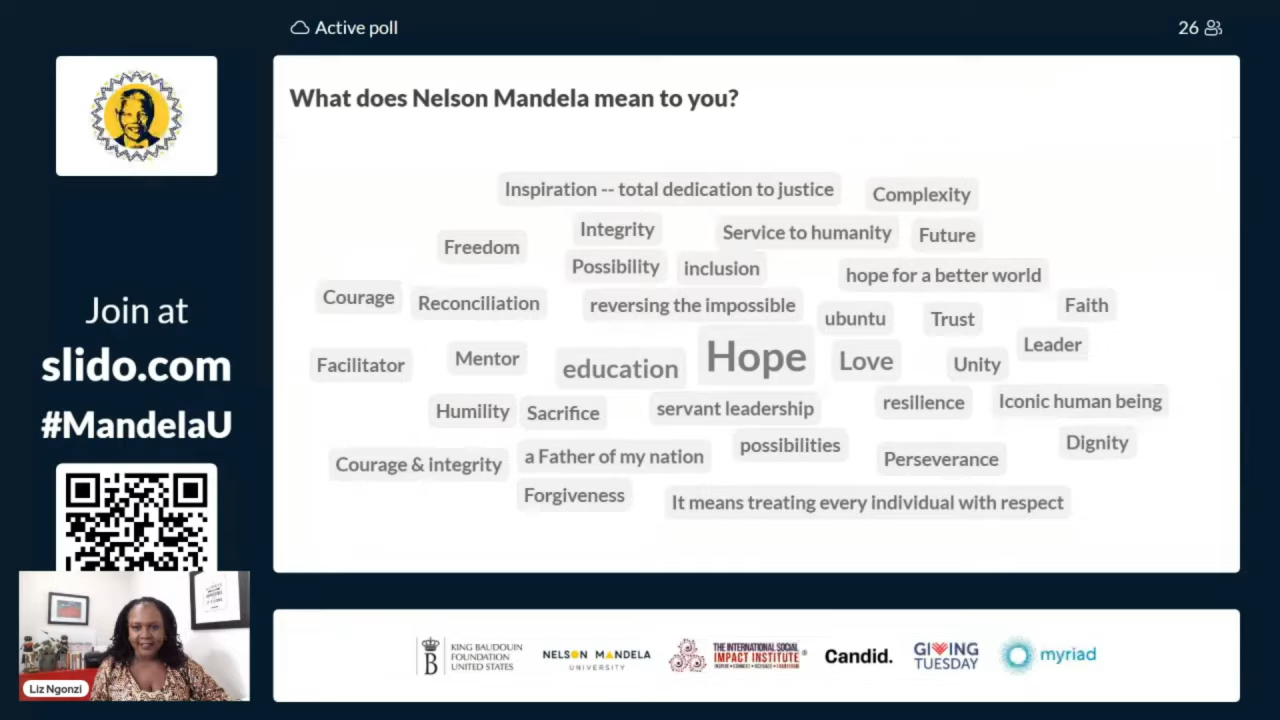 Active poll
26
What does Nelson Mandela mean to you?
Inspiration -- total dedication to justice
Complexity
Integrity
Service to humanity
Future
Freedom
Possibility
inclusion
hope for a better world
Courage
Reconciliation
reversing the impossible
ubuntu
Trust
Faith
Facilitator
Mentor
education
Hope
Love
Unity
Leader
Humility
Sacrifice
servant leadership
resilience
Iconic human being
Courage & integrity
a Father of my nation
possibilities
Perseverance
Dignity
Forgiveness
It means treating every individual with respect
Join at
slido.com
#MandelaU
Liz Ngonzi
KING BAUDOUIN
FOUNDATION
UNITED STATES
NELSON MANDELA
UNIVERSITY
THE INTERNATIONAL SOCIAL
IMPACT INSTITUTE®
Candid.
GIVING
TUESDAY
myriad